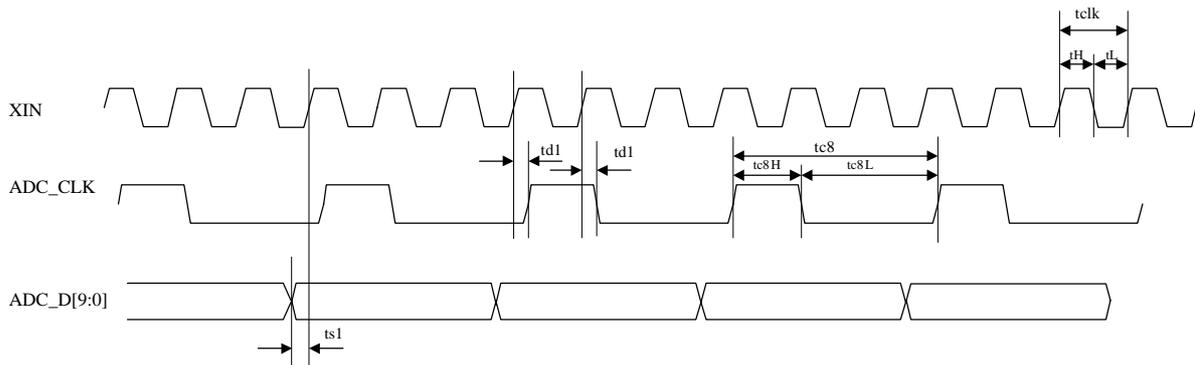 tclk
tH tL
XIN
tc8
td1 td1
tc8H tc8L
ADC_CLK
ADC_D[9:0]
ts1